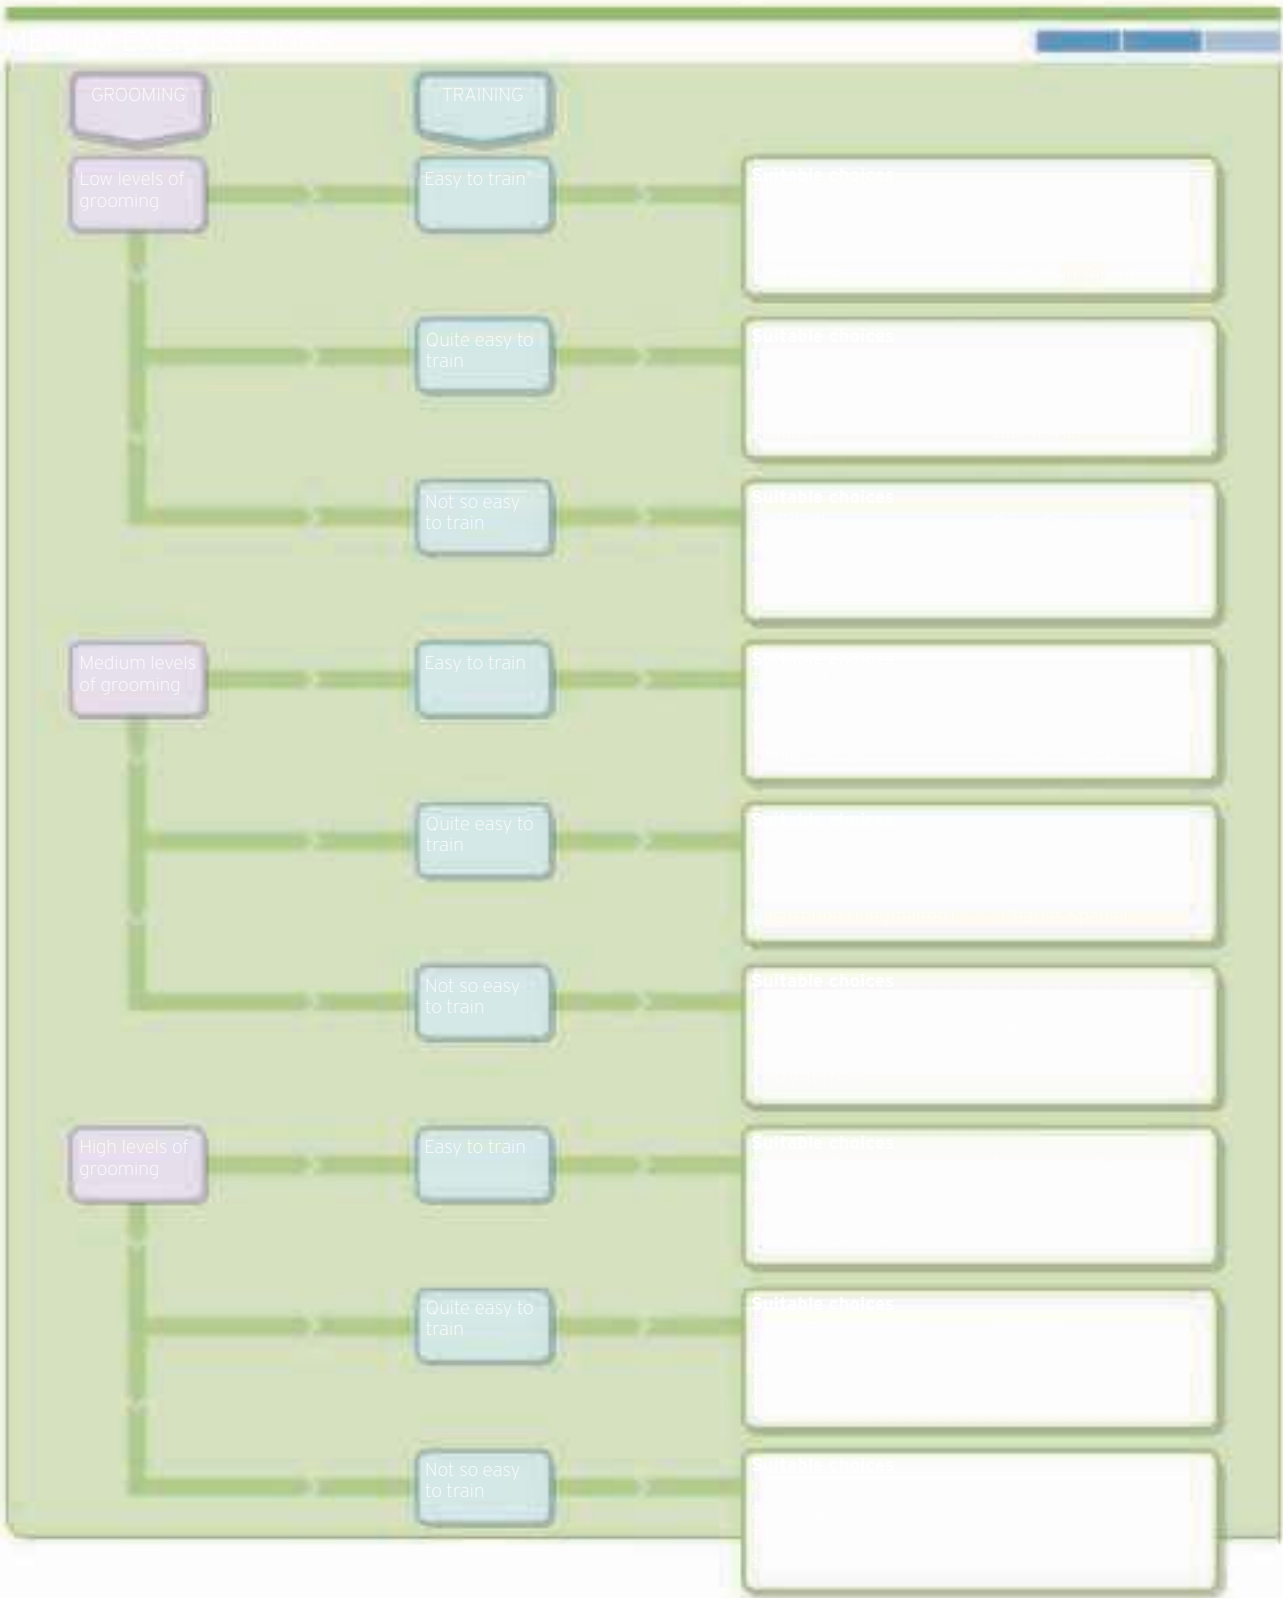 GROOMING
TRAINING
Low levels of
grooming
Easy to train
Suitable choices
Quite easy to
train
Suitable choices
Not so easy
to train
Suitable choices
Medium levels
of grooming
Easy to train
Quite easy to
train
Not so easy
to train
Suitable choices
High levels of
grooming
Easy to train
Suitable choices
Quite easy to
train
Suitable choices
Not so easy
to train
Suitable choices